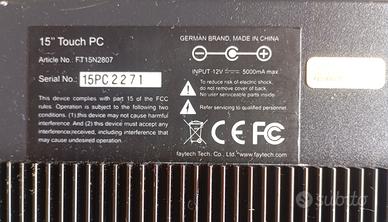 15" Touch PC
Article No.: FT15N2807
Serial No.: 15PC2271
This device complies with part 15 of the FCC
rules. Operation is subject to the following two
conditions. (1).this device may not cause harmful
interference. And (2) this device must accept any
interference received, including interference that
may cause undesired operation.
GERMAN BRAND, MADE IN CHINA
INPUT 12V 5000mA max
To reduce risk of electric shock,
do not remove cover of back.
No user serviceable parts inside.
Refer servicing to qualified personnel.
CE FC
faytech Tech. Co., Ltd. www.faytech.com
subito